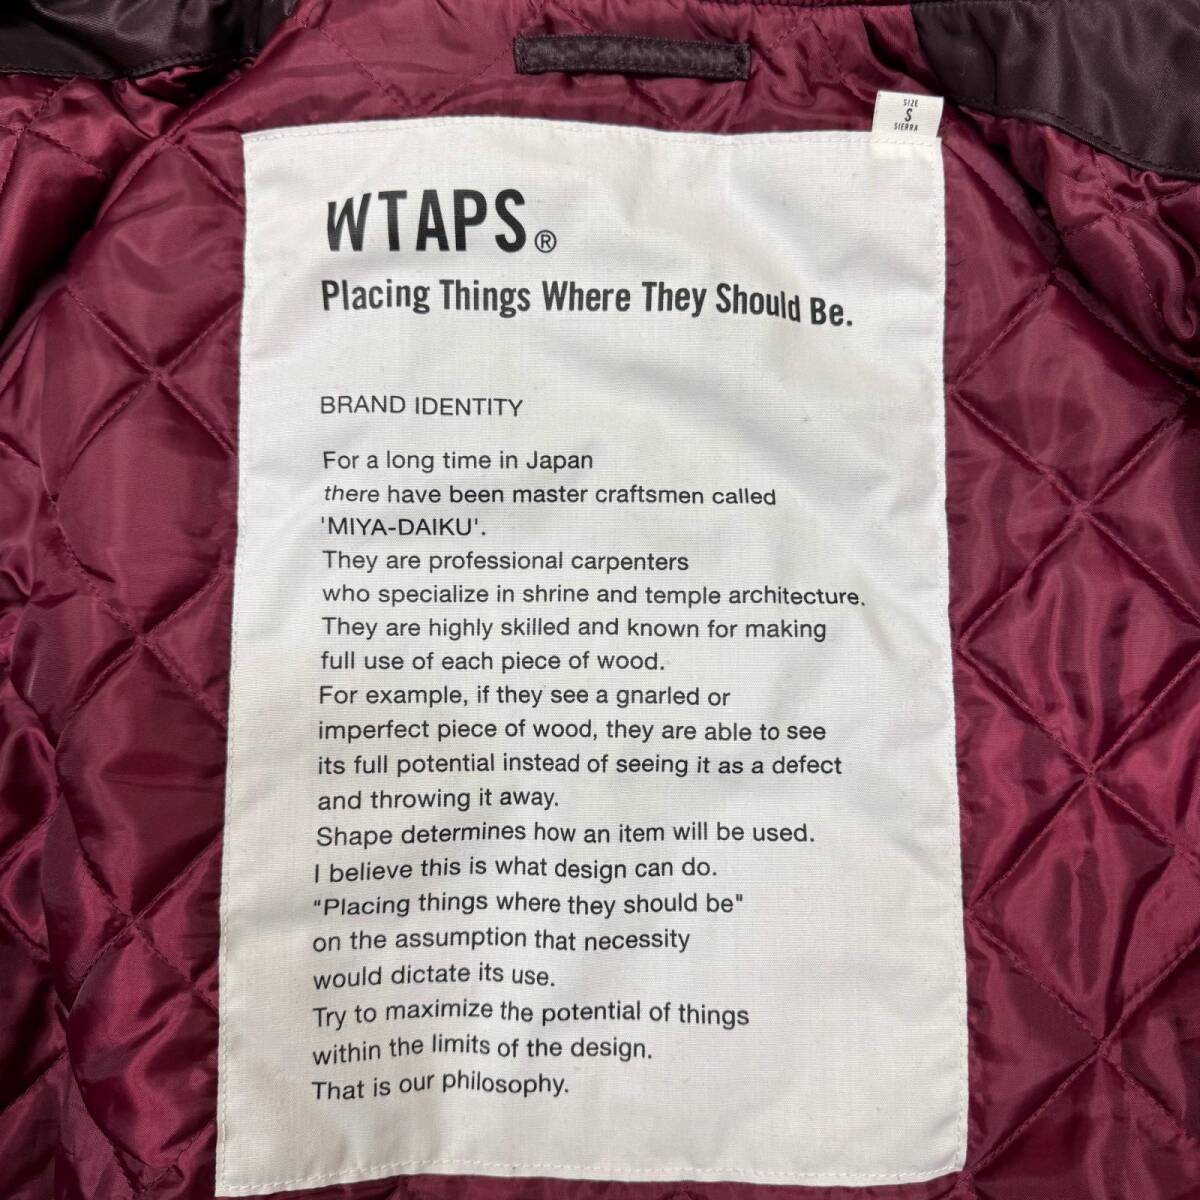 SIZE
S
SIERRA
WTAPS®
Placing Things Where They Should Be.
BRAND IDENTITY
For a long time in Japan
there have been master craftsmen called
'MIYA-DAIKU'.
They are professional carpenters
who specialize in shrine and temple architecture.
They are highly skilled and known for making
full use of each piece of wood.
For example, if they see a gnarled or
imperfect piece of wood, they are able to see
its full potential instead of seeing it as a defect
and throwing it away.
Shape determines how an item will be used.
I believe this is what design can do.
"Placing things where they should be"
on the assumption that necessity
would dictate its use.
Try to maximize the potential of things
within the limits of the design.
That is our philosophy.